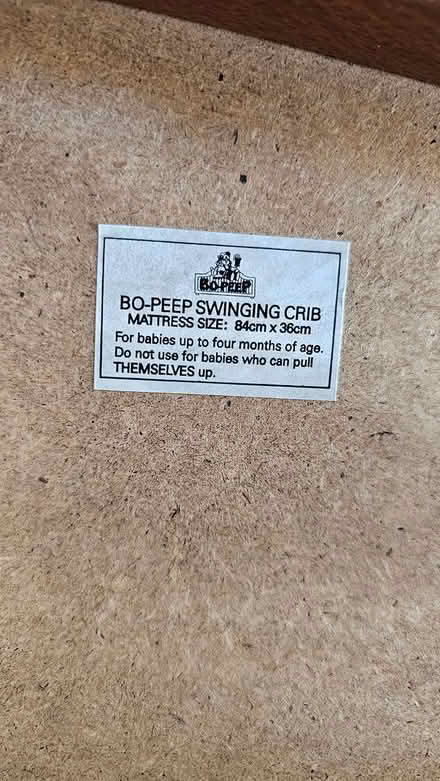 BO-PEEP
BO-PEEP SWINGING CRIB
MATTRESS SIZE: 84cm x 36cm
For babies up to four months of age.
Do not use for babies who can pull
THEMSELVES up.